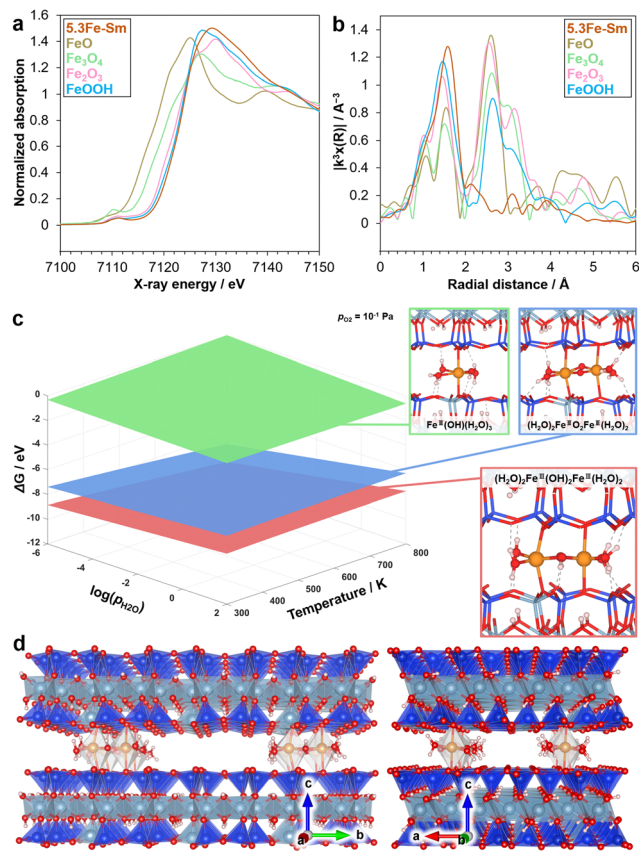 a
5.3Fe-Sm
FeO
Fe3O4
Fe2O3
FeOOH
Normalized absorption
1.6
1.4
1.2
1
0.8
0.6
0.4
0.2
0
7100 7110 7120 7130 7140 7150
X-ray energy / eV
b
5.3Fe-Sm
FeO
Fe3O4
Fe2O3
FeOOH
|k³x(R)| / A⁻³
1.4
1.2
1
0.8
0.6
0.4
0.2
0
0 1 2 3 4 5 6
Radial distance / Å
c
pO2 = 10⁻¹ Pa
ΔG / eV
0
-2
-4
-6
-8
-10
-12
-6 -4 -2 0 2
log(pH2O)
300 400 500 600 700 800
Temperature / K
Feᴵᴵᴵ(OH)(H2O)2
(H2O)2FeᴵᴵᴵO2Feᴵᴵᴵ(H2O)2
(H2O)2Feᴵᴵᴵ(OH)2Feᴵᴵᴵ(H2O)2
d
c
a b
c
a b